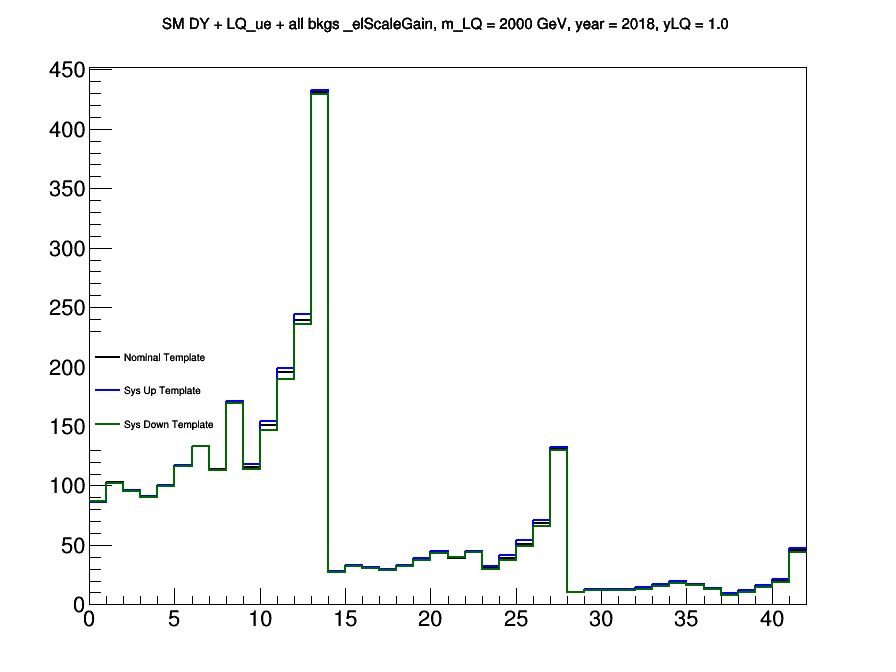 SM DY + LQ_ue + all bkgs _elScaleGain, m_LQ = 2000 GeV, year = 2018, yLQ = 1.0
450
400
350
300
250
200
150
100
50
0
Nominal Template
Sys Up Template
Sys Down Template
0 5 10 15 20 25 30 35 40